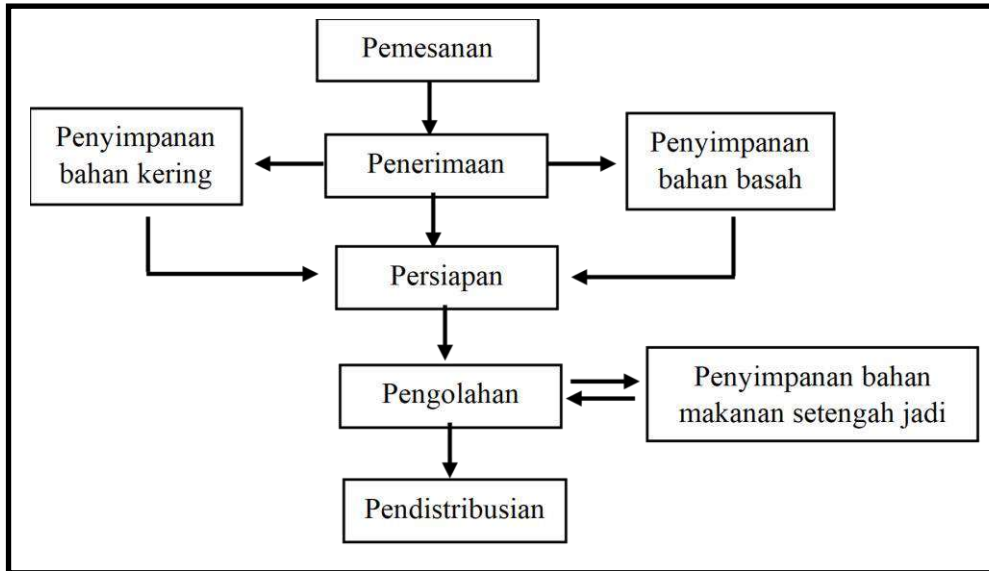 Pemesanan
Penyimpanan
bahan kering
Penerimaan
Penyimpanan
bahan basah
Persiapan
Pengolahan
Penyimpanan bahan
makanan setengah jadi
Pendistribusian